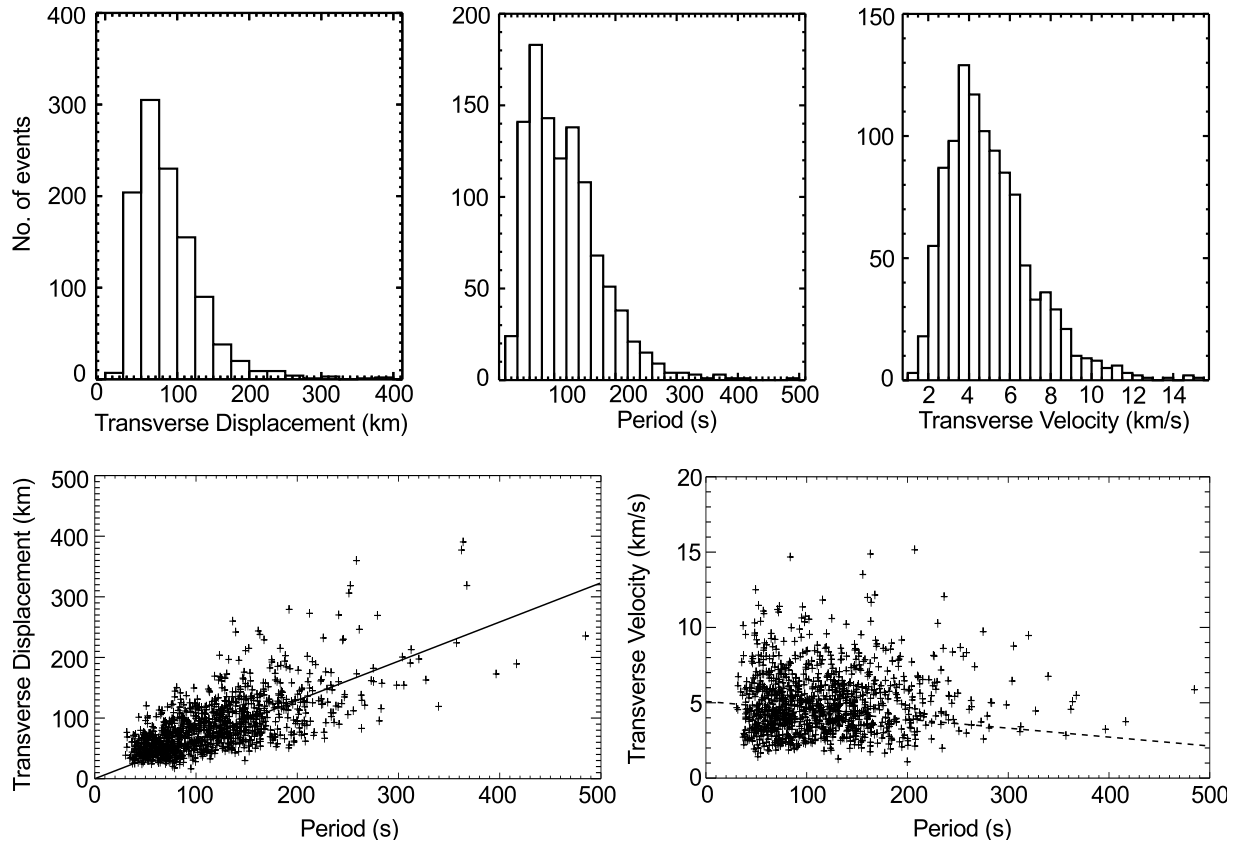 400
300
200
100
0
No. of events
0 100 200 300 400
Transverse Displacement (km)
200
150
100
50
0
100 200 300 400 500
Period (s)
150
100
50
0
2 4 6 8 10 12 14
Transverse Velocity (km/s)
500
400
300
200
100
0
Transverse Displacement (km)
0 100 200 300 400 500
Period (s)
20
15
10
5
0
Transverse Velocity (km/s)
0 100 200 300 400 500
Period (s)